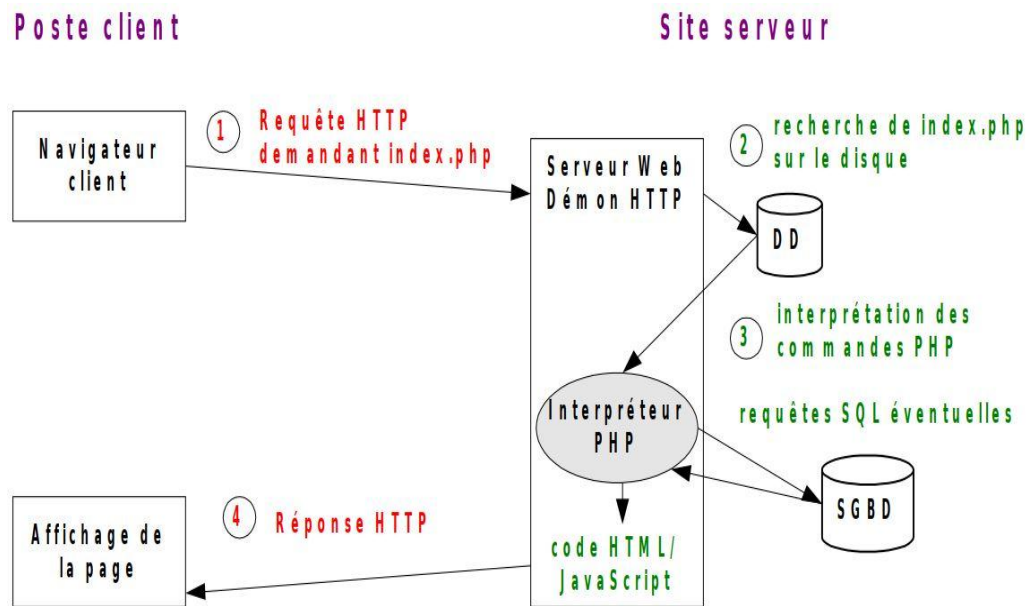 Poste client
Site serveur
Navigateur
client
1
Requête HTTP
demandant index.php
Serveur Web
Démon HTTP
2
recherche de index.php
sur le disque
DD
3
interprétation des
commandes PHP
Interpréteur
PHP
requêtes SQL éventuelles
SGBD
code HTML/
JavaScript
4
Réponse HTTP
Affichage de
la page